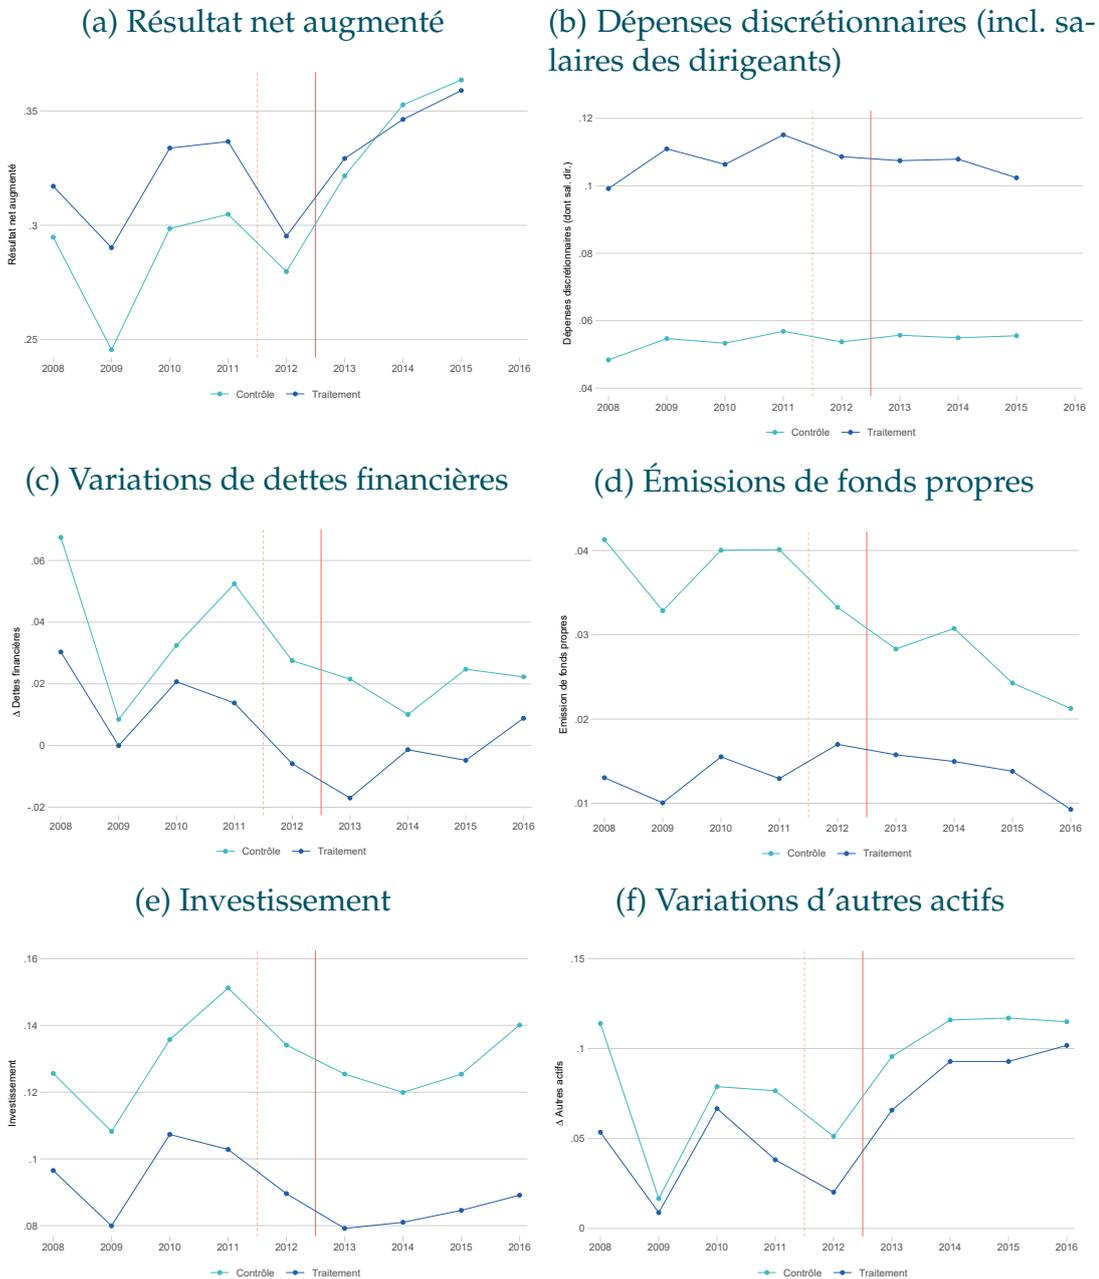 (a) Résultat net augmenté
Résultat net augmenté
.35
.3
.25
2008 2009 2010 2011 2012 2013 2014 2015 2016
Contrôle Traitement
(b) Dépenses discrétionnaires (incl. sa-
laires des dirigeants)
Dépenses discrétionnaires (dont sal. dir.)
.12
.1
.08
.06
.04
2008 2009 2010 2011 2012 2013 2014 2015 2016
Contrôle Traitement
(c) Variations de dettes financières
Δ Dettes financières
.06
.04
.02
0
-.02
2008 2009 2010 2011 2012 2013 2014 2015 2016
Contrôle Traitement
(d) Émissions de fonds propres
Emission de fonds propres
.04
.03
.02
.01
2008 2009 2010 2011 2012 2013 2014 2015 2016
Contrôle Traitement
(e) Investissement
Investissement
.16
.14
.12
.1
.08
2008 2009 2010 2011 2012 2013 2014 2015 2016
Contrôle Traitement
(f) Variations d'autres actifs
Δ Autres actifs
.15
.1
.05
0
2008 2009 2010 2011 2012 2013 2014 2015 2016
Contrôle Traitement